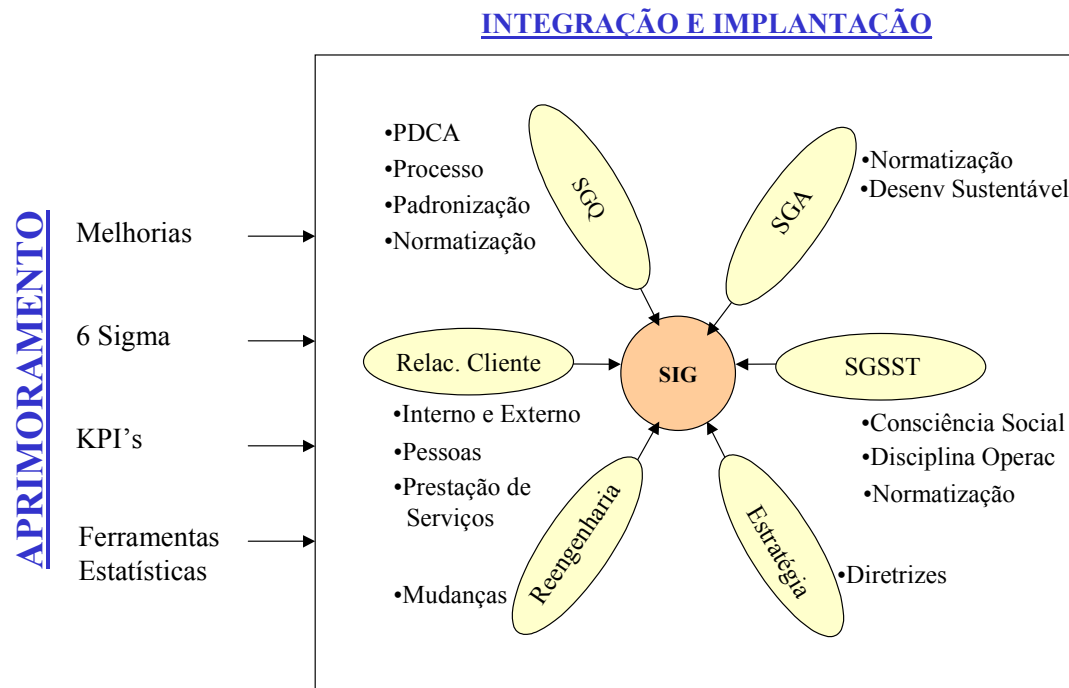 INTEGRAÇÃO E IMPLANTAÇÃO
APRIMORAMENTO
Melhorias
6 Sigma
KPI’s
Ferramentas
Estatísticas
•PDCA
•Processo
•Padronização
•Normatização
SGQ
SGA
•Normatização
•Desenv Sustentável
Relac. Cliente
•Interno e Externo
•Pessoas
•Prestação de
Serviços
SIG
SGSST
•Consciência Social
•Disciplina Operac
•Normatização
Reengenharia
•Mudanças
Estratégia
•Diretrizes